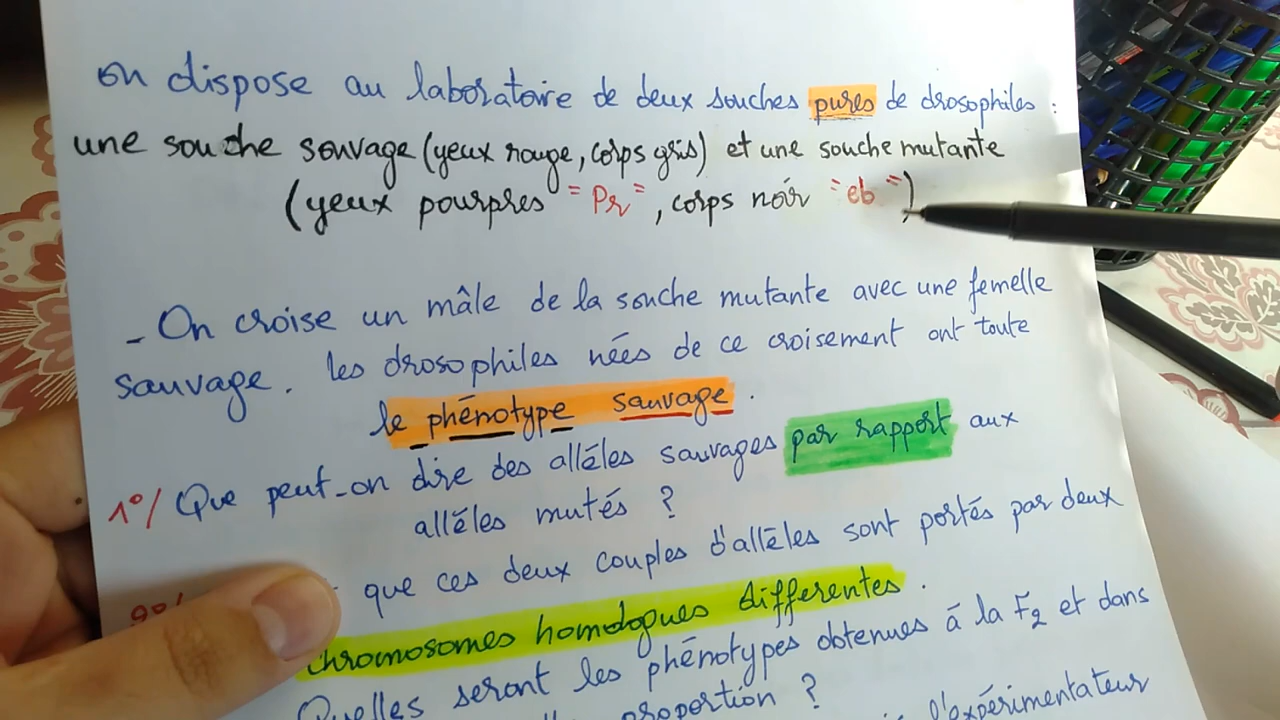 on dispose au laboratoire de deux souches pures de drosophiles :
une souche sauvage (yeux rouge, corps gris) et une souche mutante
(yeux pourpres "Pr", corps noir "eb")
- On croise un mâle de la souche mutante avec une femelle
sauvage. les drosophiles nées de ce croisement ont toute
le phénotype sauvage.
1°/ Que peut-on dire des allèles sauvages par rapport aux
allèles mutés ?
que ces deux couples d'allèles sont portés par deux
chromosomes homologues differentes.
Quelles seront les phénotypes obtenues à la F2 et dans
proportion ?
l'expérimentateur